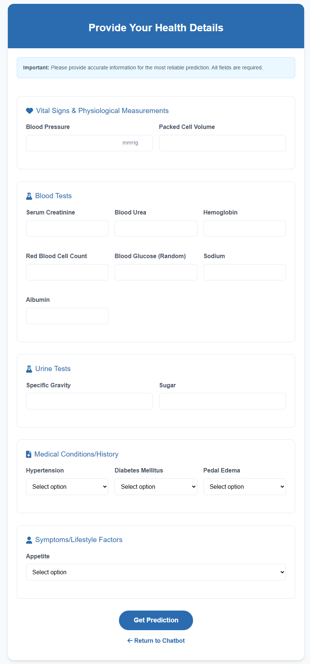 Provide Your Health Details
Important: Please provide accurate information for the most reliable prediction. All fields are required.
Vital Signs & Physiological Measurements
Blood Pressure
Packed Cell Volume
mmHg
Blood Tests
Serum Creatinine
Blood Urea
Hemoglobin
Red Blood Cell Count
Blood Glucose (Random)
Sodium
Albumin
Urine Tests
Specific Gravity
Sugar
Medical Conditions/History
Hypertension
Diabetes Mellitus
Pedal Edema
Select option
Select option
Select option
Symptoms/Lifestyle Factors
Appetite
Select option
Get Prediction
← Return to Chatbot